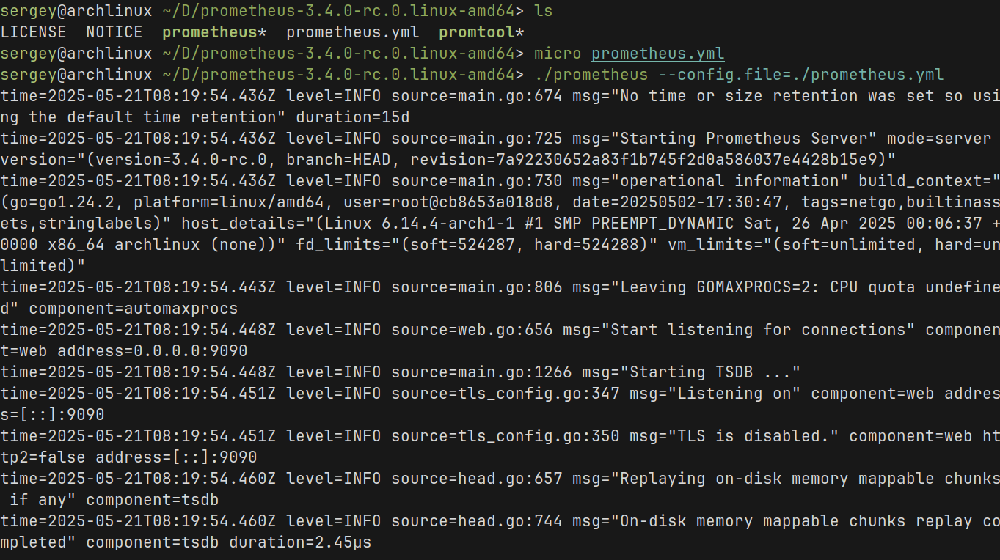 sergey@archlinux ~/D/prometheus-3.4.0-rc.0.linux-amd64> ls
LICENSE  NOTICE  prometheus*  prometheus.yml  promtool*
sergey@archlinux ~/D/prometheus-3.4.0-rc.0.linux-amd64> micro prometheus.yml
sergey@archlinux ~/D/prometheus-3.4.0-rc.0.linux-amd64> ./prometheus --config.file=./prometheus.yml
time=2025-05-21T08:19:54.436Z level=INFO source=main.go:674 msg="No time or size retention was set so usi
ng the default time retention" duration=15d
time=2025-05-21T08:19:54.436Z level=INFO source=main.go:725 msg="Starting Prometheus Server" mode=server
version="(version=3.4.0-rc.0, branch=HEAD, revision=7a92230652a83f1b745f2d0a586037e4428b15e9)"
time=2025-05-21T08:19:54.436Z level=INFO source=main.go:730 msg="operational information" build_context="
(go=go1.24.2, platform=linux/amd64, user=root@cb8653a018d8, date=20250502-17:30:47, tags=netgo,builtinass
ets,stringlabels)" host_details="(Linux 6.14.4-arch1-1 #1 SMP PREEMPT_DYNAMIC Sat, 26 Apr 2025 00:06:37 +
0000 x86_64 archlinux (none))" fd_limits="(soft=524287, hard=524288)" vm_limits="(soft=unlimited, hard=un
limited)"
time=2025-05-21T08:19:54.443Z level=INFO source=main.go:806 msg="Leaving GOMAXPROCS=2: CPU quota undefine
d" component=automaxprocs
time=2025-05-21T08:19:54.448Z level=INFO source=web.go:656 msg="Start listening for connections" componen
t=web address=0.0.0.0:9090
time=2025-05-21T08:19:54.448Z level=INFO source=main.go:1266 msg="Starting TSDB ..."
time=2025-05-21T08:19:54.451Z level=INFO source=tls_config.go:347 msg="Listening on" component=web addres
s=[::]:9090
time=2025-05-21T08:19:54.451Z level=INFO source=tls_config.go:350 msg="TLS is disabled." component=web ht
tp2=false address=[::]:9090
time=2025-05-21T08:19:54.460Z level=INFO source=head.go:657 msg="Replaying on-disk memory mappable chunks
 if any" component=tsdb
time=2025-05-21T08:19:54.460Z level=INFO source=head.go:744 msg="On-disk memory mappable chunks replay co
mpleted" component=tsdb duration=2.45µs